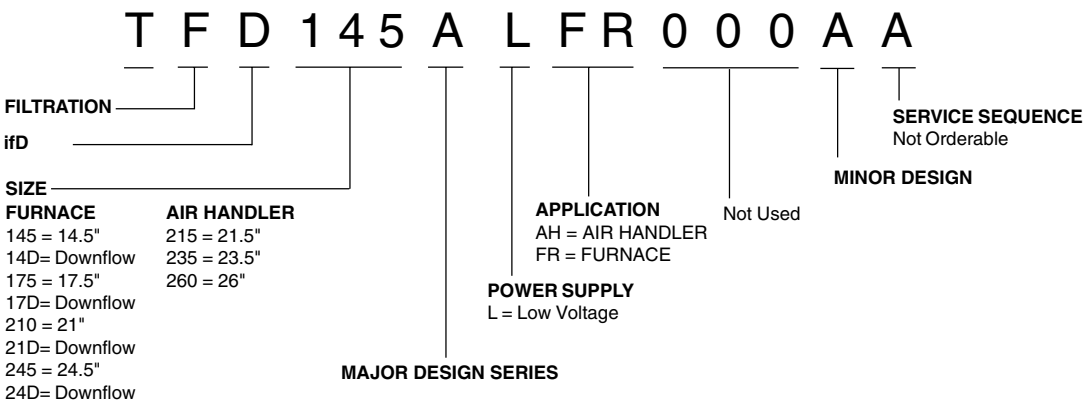 T F D 1 4 5 A L F R 0 0 0 A A
FILTRATION
ifD
SIZE
FURNACE
145 = 14.5"
14D= Downflow
175 = 17.5"
17D= Downflow
210 = 21"
21D= Downflow
245 = 24.5"
24D= Downflow
AIR HANDLER
215 = 21.5"
235 = 23.5"
260 = 26"
MAJOR DESIGN SERIES
POWER SUPPLY
L = Low Voltage
APPLICATION
AH = AIR HANDLER
FR = FURNACE
Not Used
MINOR DESIGN
SERVICE SEQUENCE
Not Orderable